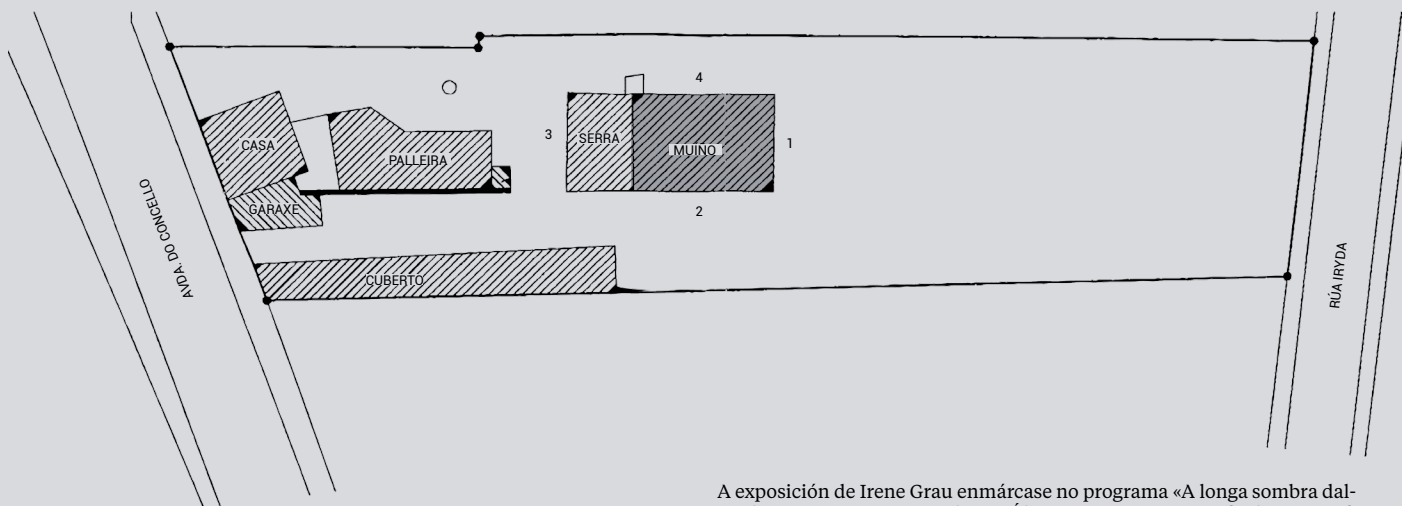 4
3
SERRA
1
CASA
MUIÑO
PALLEIRA
AVDA. DO CONCELLO
GARAXE
2
RÚA IRYDA
CUBERTO
A exposición de Irene Grau enmárcase no programa «A longa sombra dal-